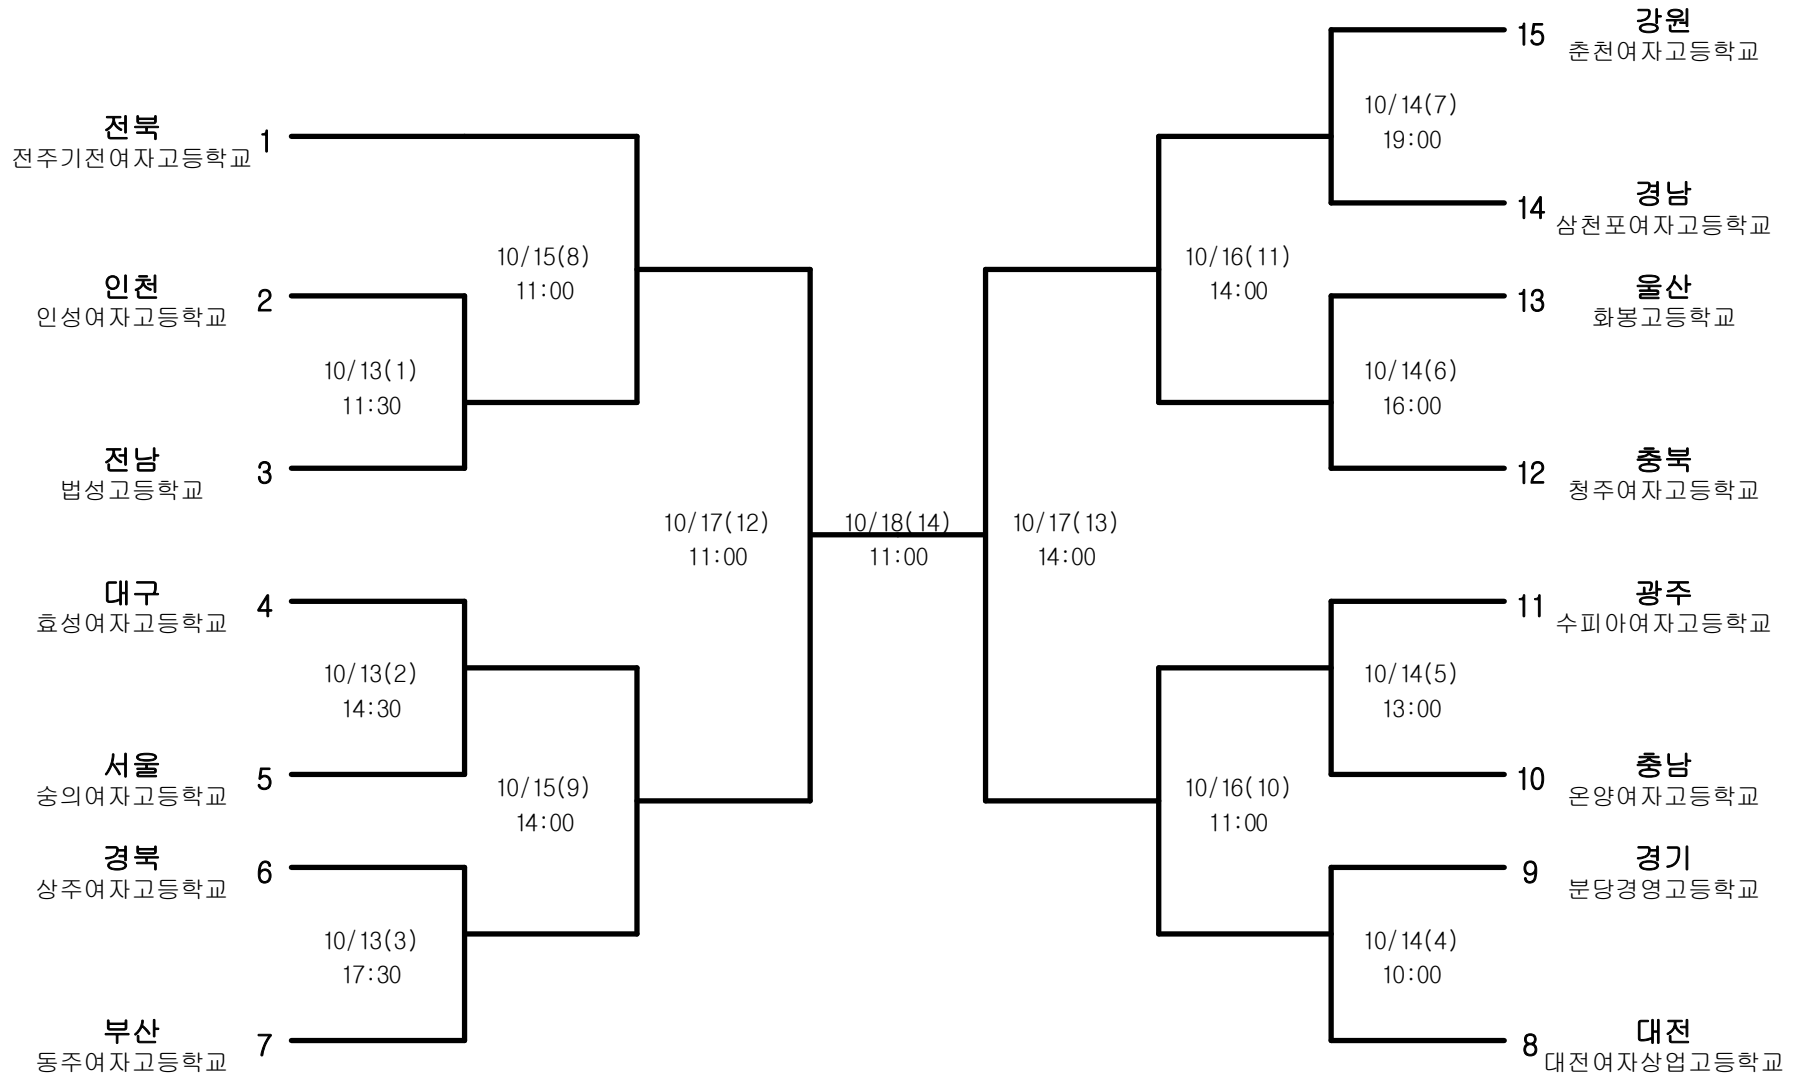 전북
전주기전여자고등학교
1
인천
인성여자고등학교
2
10/13(1)
11:30
전남
법성고등학교
3
10/15(8)
11:00
대구
효성여자고등학교
4
10/13(2)
14:30
서울
숭의여자고등학교
5
경북
상주여자고등학교
6
10/13(3)
17:30
부산
동주여자고등학교
7
10/15(9)
14:00
10/17(12)
11:00
10/18(14)
11:00
10/17(13)
14:00
15
강원
춘천여자고등학교
10/14(7)
19:00
14
경남
삼천포여자고등학교
10/16(11)
14:00
13
울산
화봉고등학교
10/14(6)
16:00
12
충북
청주여자고등학교
11
광주
수피아여자고등학교
10/14(5)
13:00
10
충남
온양여자고등학교
10/16(10)
11:00
9
경기
분당경영고등학교
10/14(4)
10:00
8
대전
대전여자상업고등학교